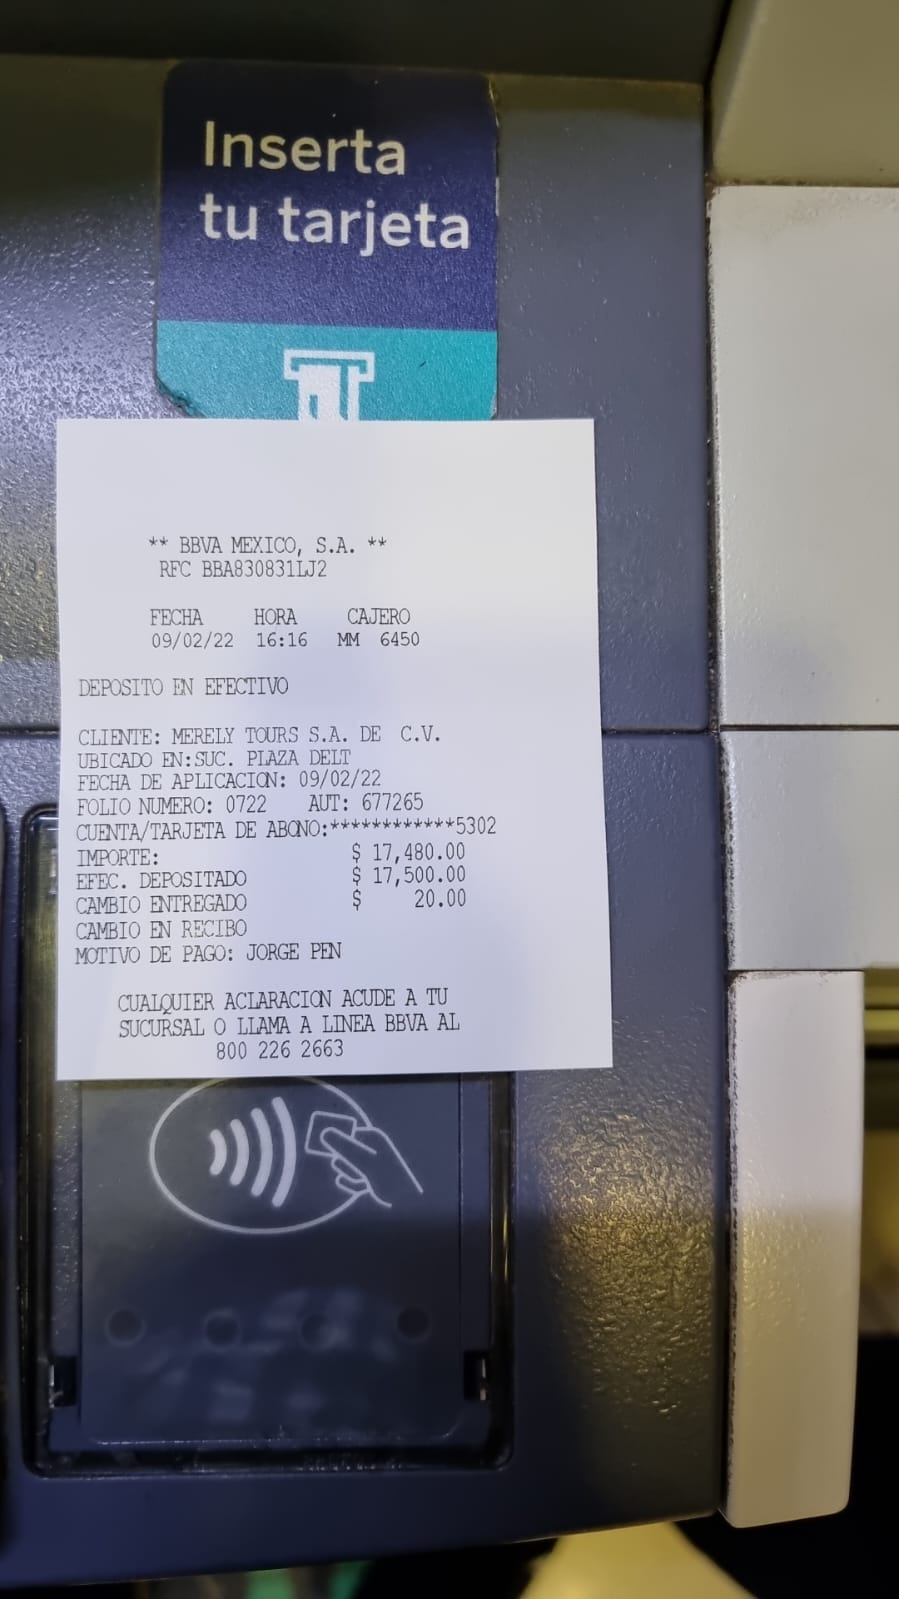 Inserta
tu tarjeta
** BBVA MEXICO, S.A. **
RFC BBA830831LJ2
FECHA HORA CAJERO
09/02/22 16:16 MM 6450
DEPOSITO EN EFECTIVO
CLIENTE: MERELY TOURS S.A. DE C.V.
UBICADO EN:SUC. PLAZA DELT
FECHA DE APLICACION: 09/02/22
FOLIO NUMERO: 0722 AUT: 677265
CUENTA/TARJETA DE ABONO:************5302
IMPORTE: $ 17,480.00
EFEC. DEPOSITADO $ 17,500.00
CAMBIO ENTREGADO $ 20.00
CAMBIO EN RECIBO
MOTIVO DE PAGO: JORGE PEN
CUALQUIER ACLARACION ACUDE A TU
SUCURSAL O LLAMA A LINEA BBVA AL
800 226 2663